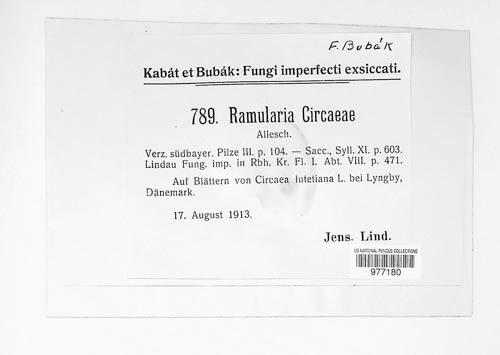 F. Bubák
Kabát et Bubák: Fungi imperfecti exsiccati.
789. Ramularia Circaeae
Allesch.
Verz. südbayer. Pilze III. p. 104. — Sacc., Syll. XI. p. 603.
Lindau Fung. imp. in Rbh. Kr. Fl. I. Abt. VIII. p. 471.
Auf Blättern von Circaea lutetiana L. bei Lyngby,
Dänemark.
17. August 1913.
Jens. Lind.
US NATIONAL FUNGUS COLLECTIONS
977180